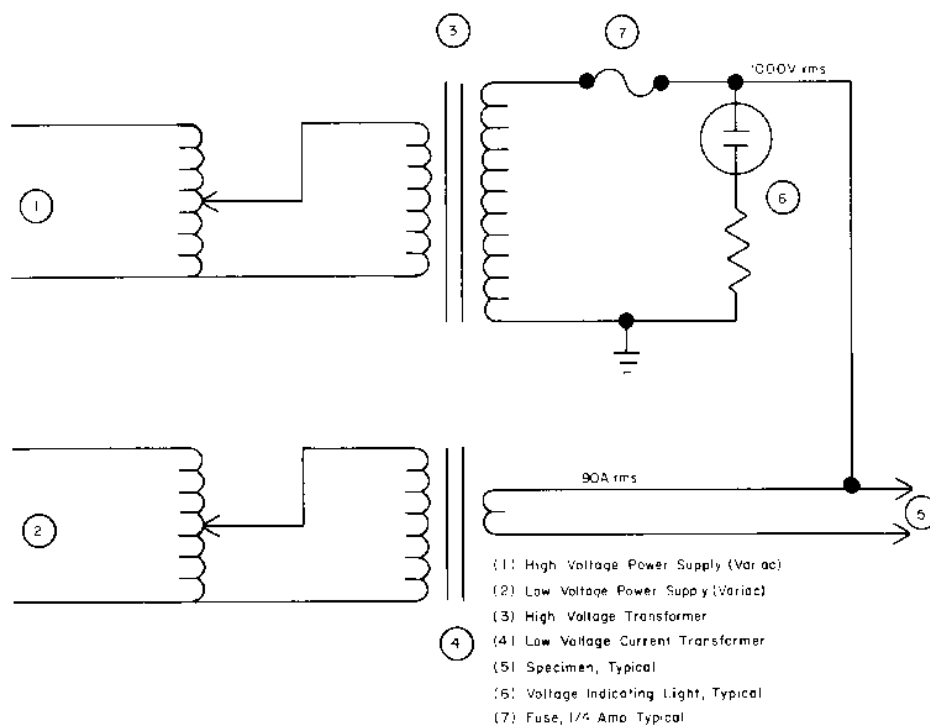 3
7
1000V rms
1
6
90A rms
2
5
4
(1) High Voltage Power Supply (Variac)
(2) Low Voltage Power Supply (Variac)
(3) High Voltage Transformer
(4) Low Voltage Current Transformer
(5) Specimen, Typical
(6) Voltage Indicating Light, Typical
(7) Fuse, 1/4 Amp Typical